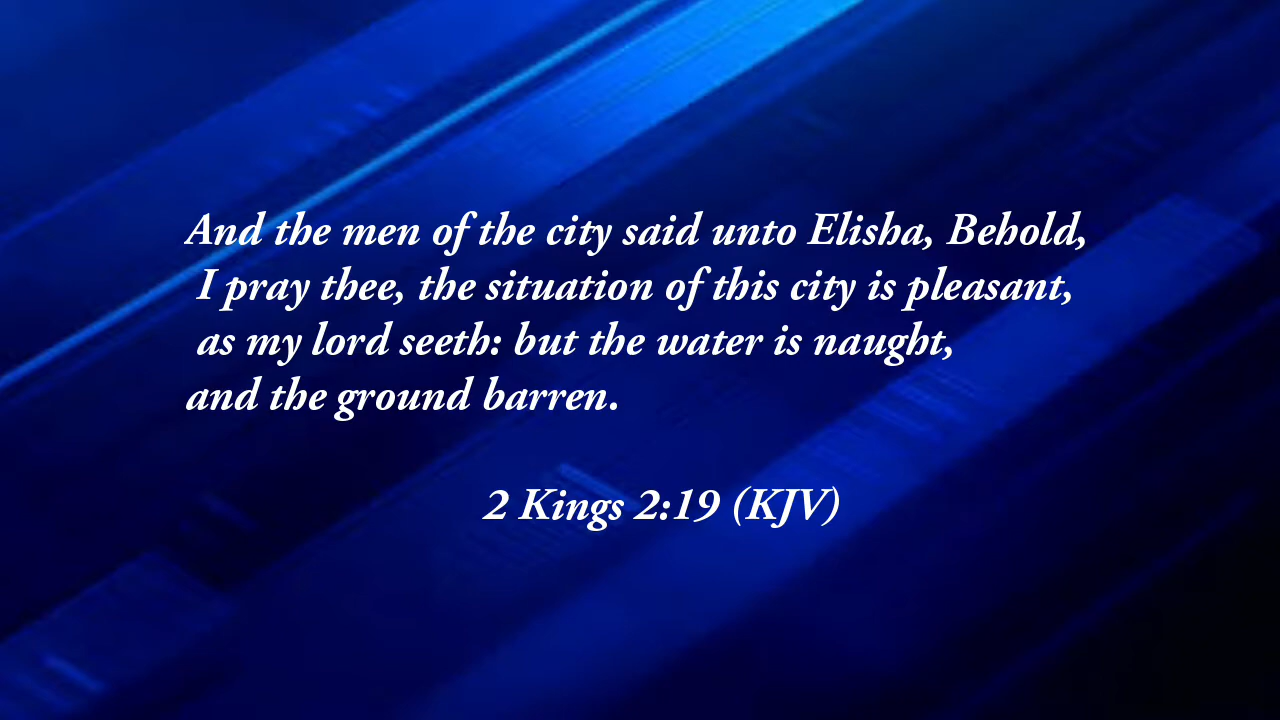 And the men of the city said unto Elisha, Behold,
I pray thee, the situation of this city is pleasant,
as my lord seeth: but the water is naught,
and the ground barren.
2 Kings 2:19 (KJV)